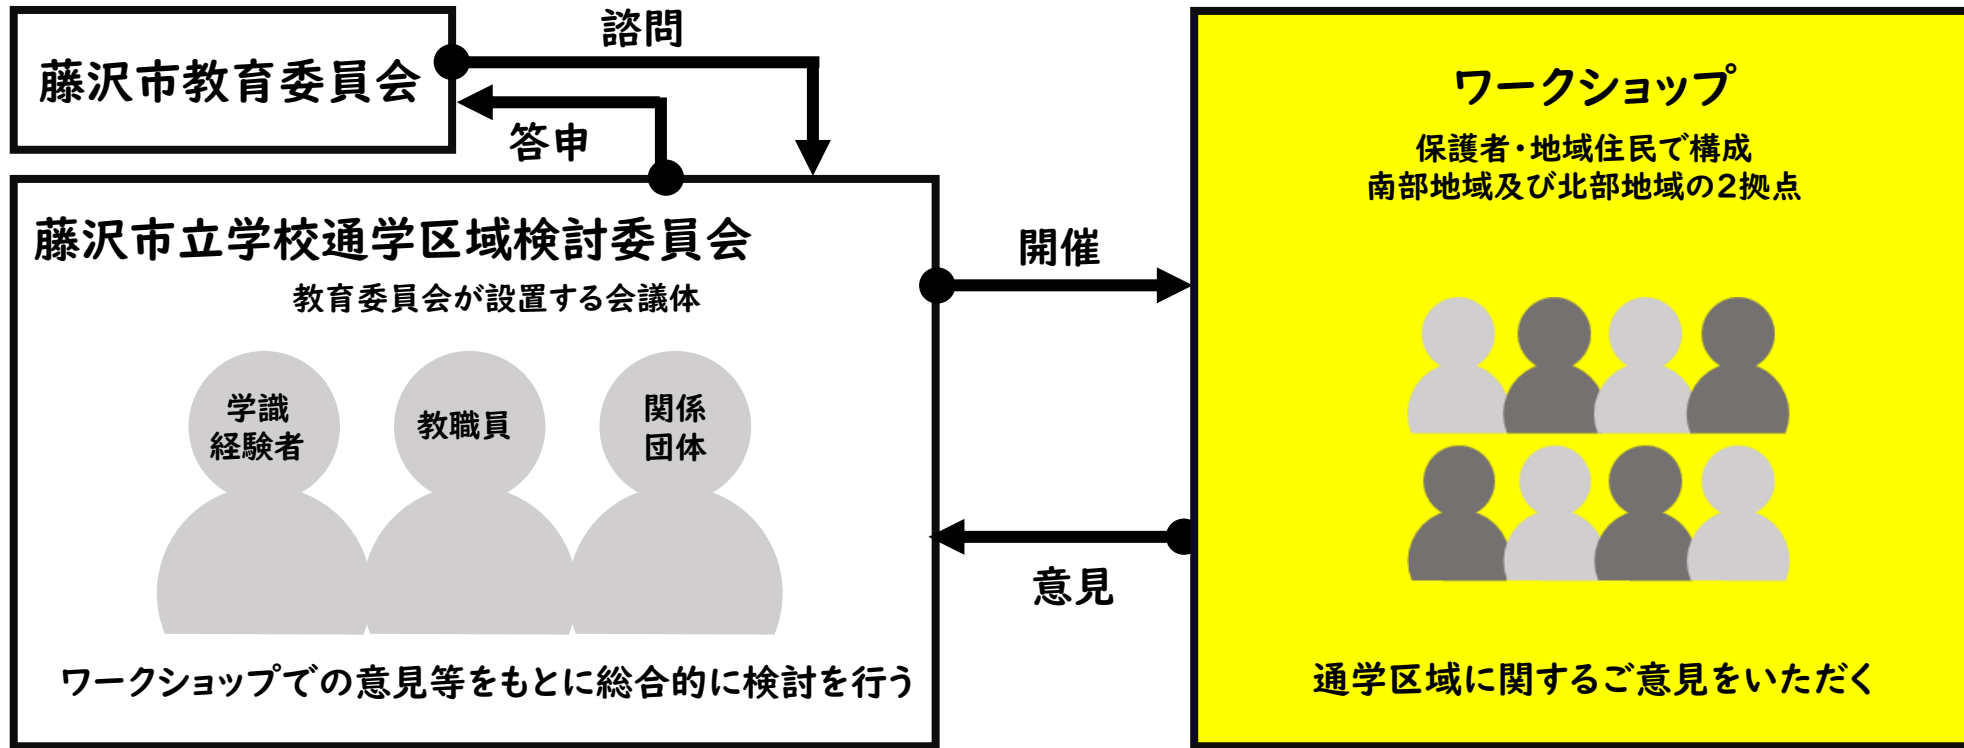 藤沢市教育委員会
諮問
答申
藤沢市立学校通学区域検討委員会
教育委員会が設置する会議体
学識
経験者
教職員
関係
団体
ワークショップでの意見等をもとに総合的に検討を行う
開催
意見
ワークショップ
保護者・地域住民で構成
南部地域及び北部地域の2拠点
通学区域に関するご意見をいただく